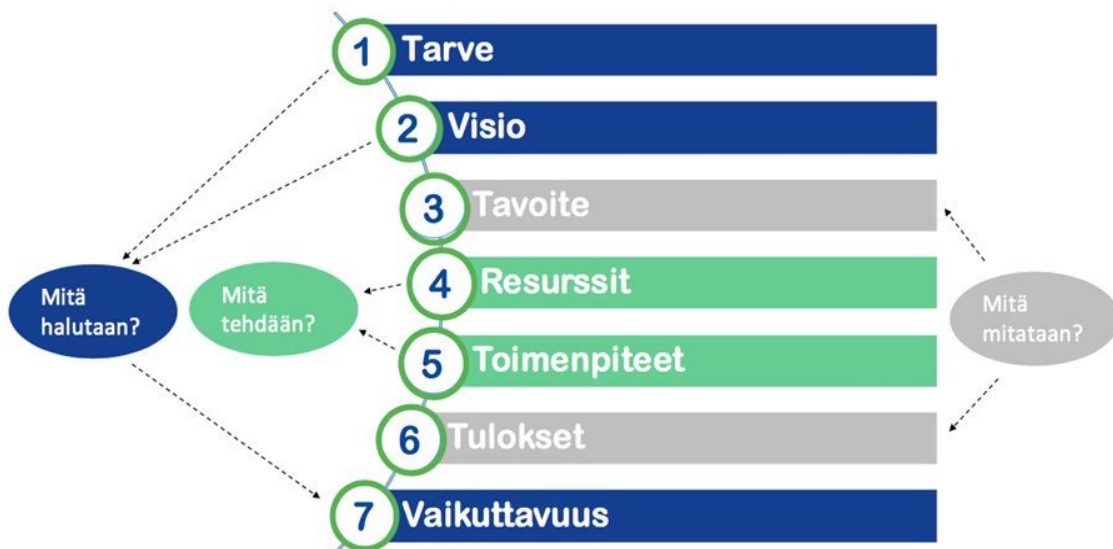 1 Tarve
2 Visio
3 Tavoite
4 Resurssit
5 Toimenpiteet
6 Tulokset
7 Vaikuttavuus
Mitä
halutaan?
Mitä
tehdään?
Mitä
mitataan?